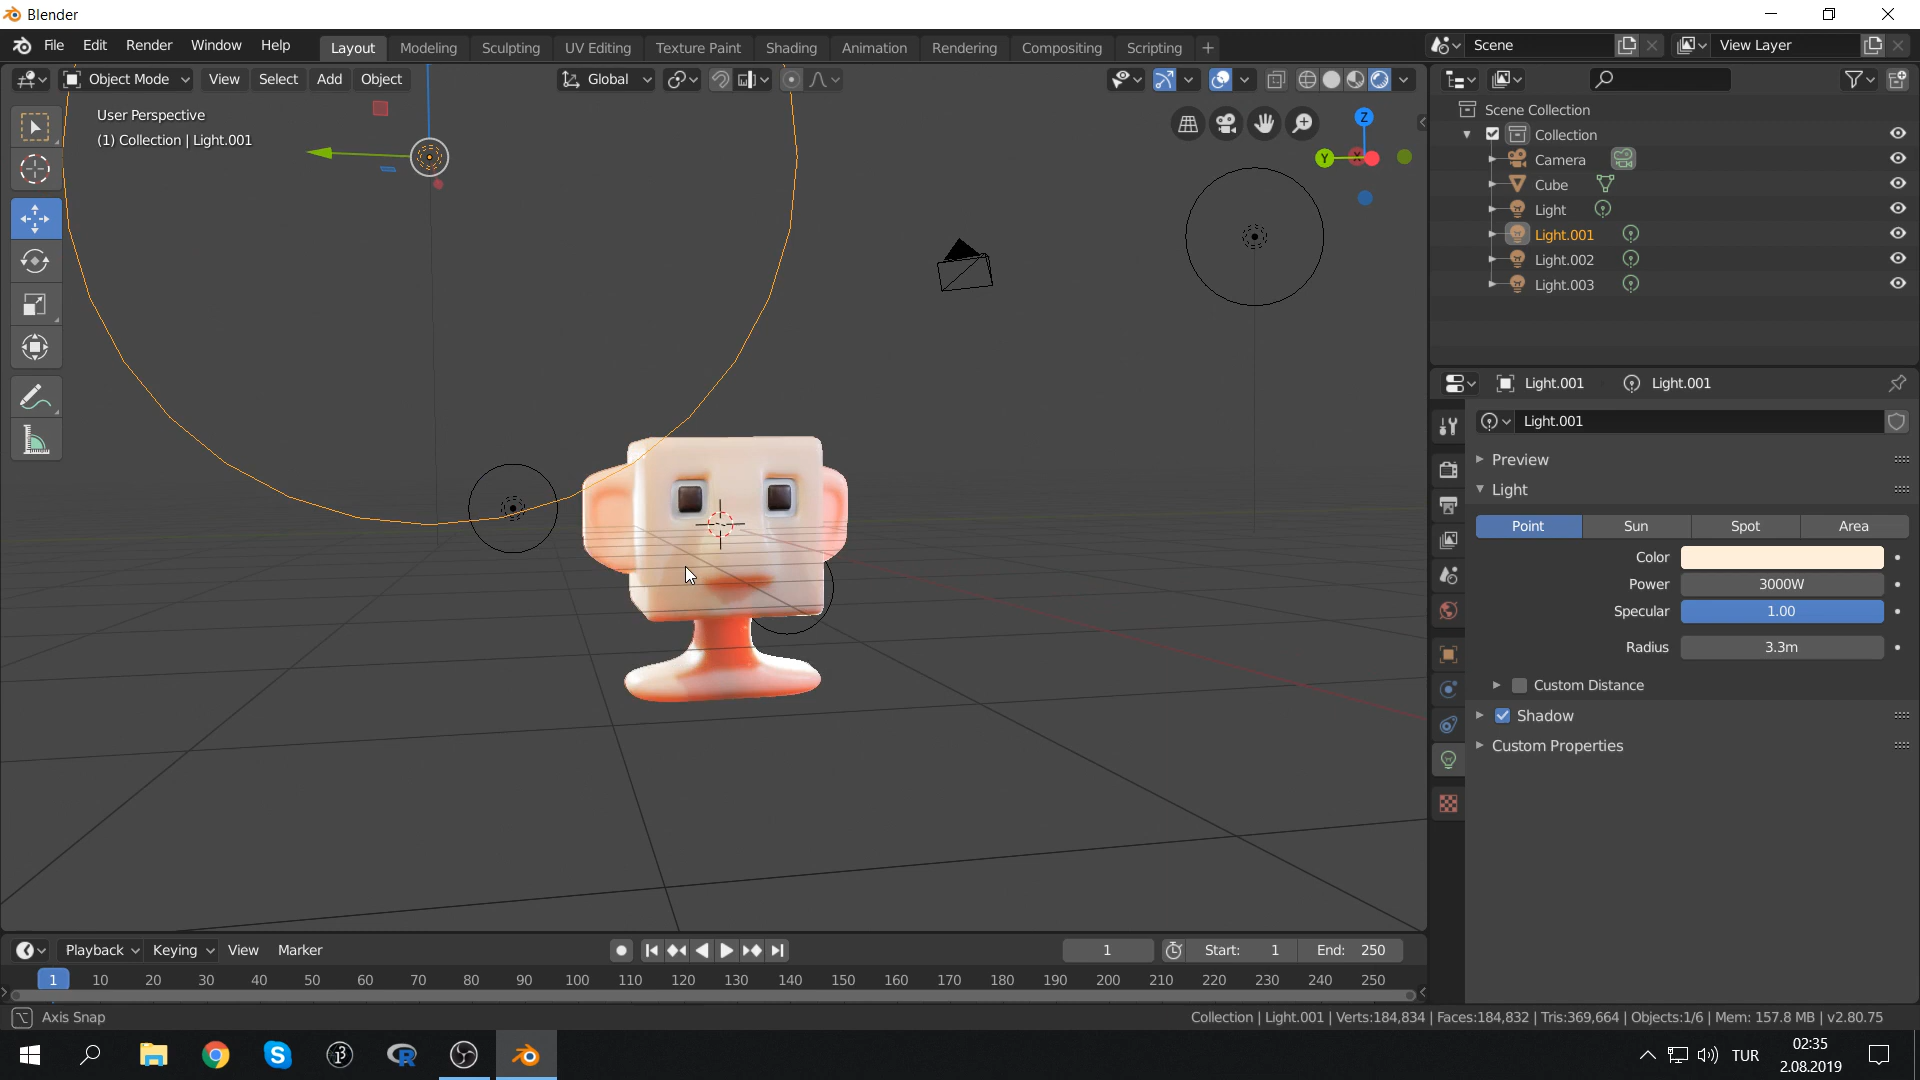 Blender
File Edit Render Window Help
Layout Modeling Sculpting UV Editing Texture Paint Shading Animation Rendering Compositing Scripting +
Scene
View Layer
Object Mode View Select Add Object
Global
User Perspective
(1) Collection | Light.001
Z
Y
X
Scene Collection
Collection
Camera
Cube
Light
Light.001
Light.002
Light.003
Light.001 Light.001
Light.001
Preview
Light
Point Sun Spot Area
Color
Power 3000W
Specular 1.00
Radius 3.3m
Custom Distance
Shadow
Custom Properties
Playback Keying View Marker
1 Start: 1 End: 250
1 10 20 30 40 50 60 70 80 90 100 110 120 130 140 150 160 170 180 190 200 210 220 230 240 250
Axis Snap
Collection | Light.001 | Verts:184,834 | Faces:184,832 | Tris:369,664 | Objects:1/6 | Mem: 157.8 MB | v2.80.75
TUR
02:35
2.08.2019